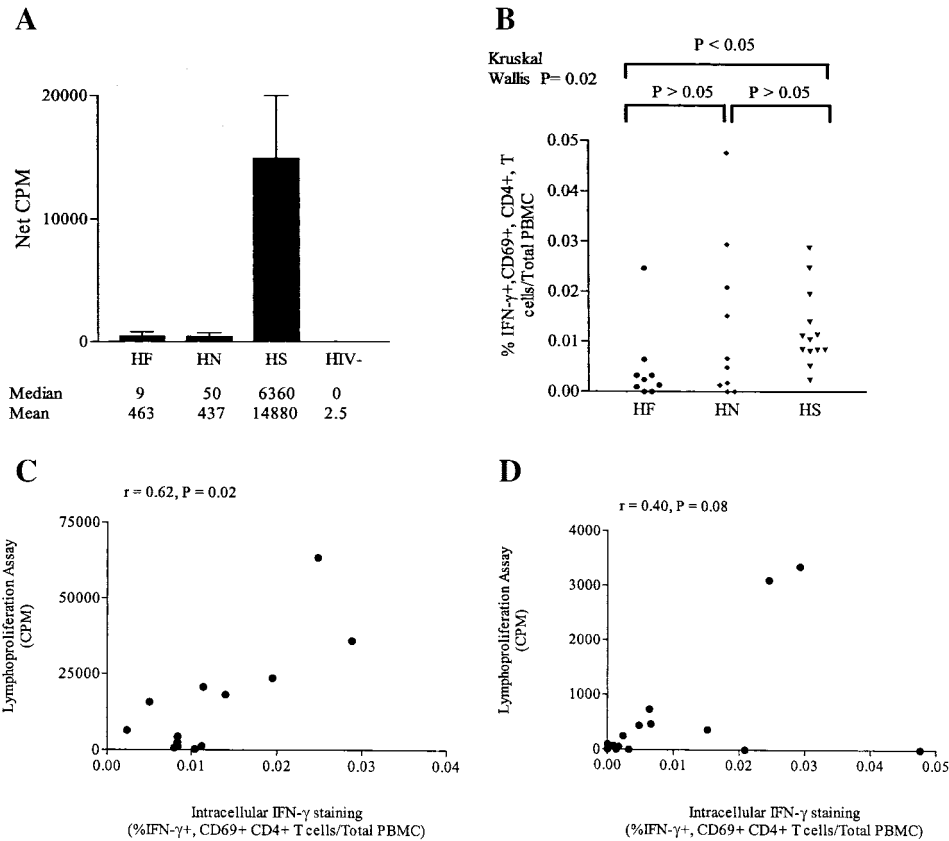 A
Net CPM
20000
10000
0
HF HN HS HIV-
Median 9 50 6360 0
Mean 463 437 14880 2.5
B
Kruskal
Wallis P= 0.02
P < 0.05
P > 0.05 P > 0.05
% IFN-γ+,CD69+, CD4+, T
cells/Total PBMC
0.05
0.03
0.02
0.01
0.00
HF HN HS
C
r = 0.62, P = 0.02
Lymphoproliferation Assay
(CPM)
75000
50000
25000
0
0.00 0.01 0.02 0.03 0.04
Intracellular IFN-γ staining
(%IFN-γ+, CD69+ CD4+ T cells/Total PBMC)
D
r = 0.40, P = 0.08
Lymphoproliferation Assay
(CPM)
4000
3000
2000
1000
0
0.00 0.01 0.02 0.03 0.04 0.05
Intracellular IFN-γ staining
(%IFN-γ+, CD69+ CD4+ T cells/Total PBMC)